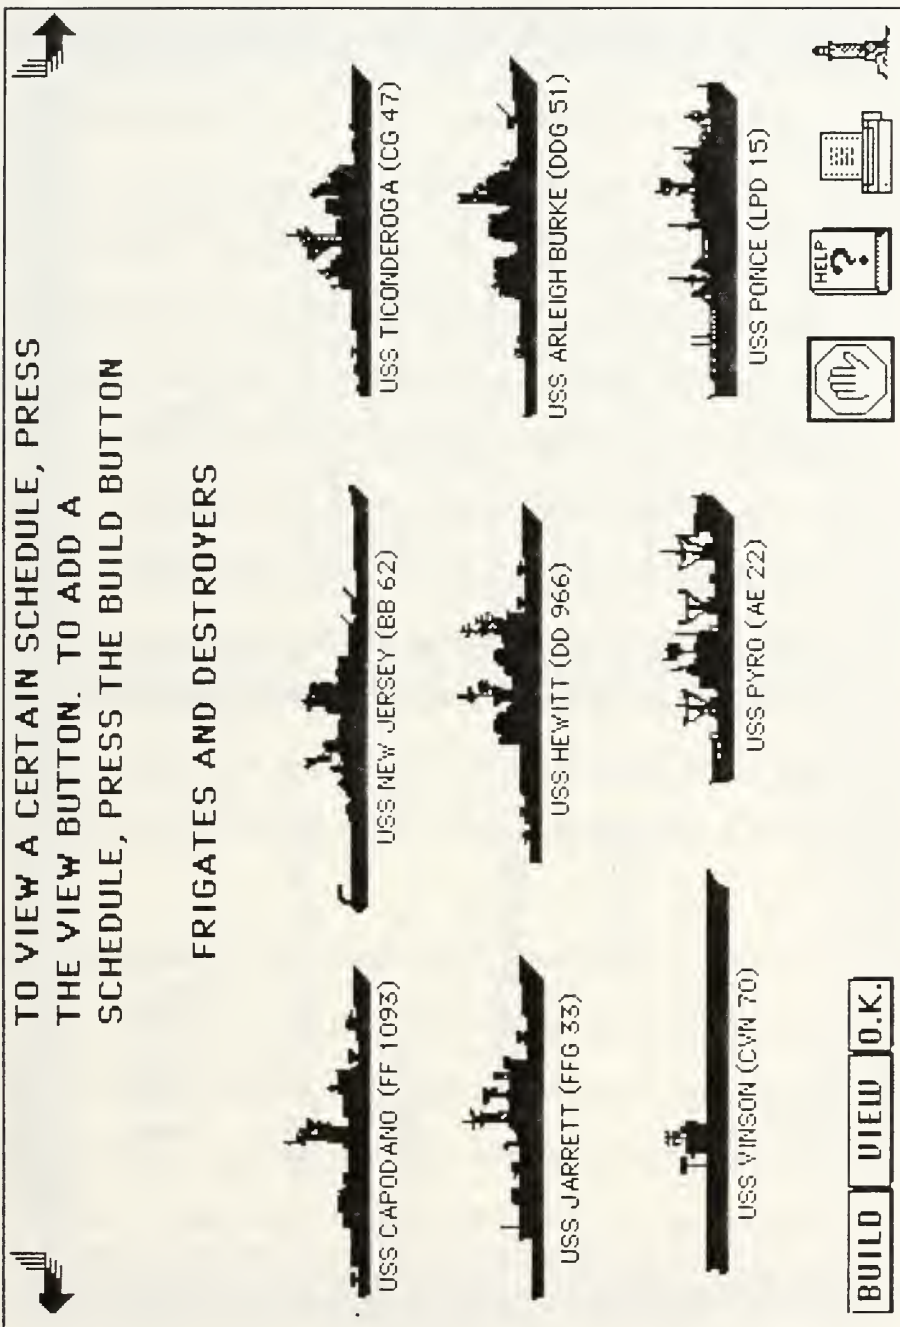 TO VIEW A CERTAIN SCHEDULE, PRESS
THE VIEW BUTTON. TO ADD A
SCHEDULE, PRESS THE BUILD BUTTON
FRIGATES AND DESTROYERS
USS CAPODANO (FF 1093)
USS NEW JERSEY (BB 62)
USS TICONDEROGA (CG 47)
USS JARRETT (FFG 33)
USS HEWITT (DD 966)
USS ARLEIGH BURKE (DDG 51)
USS VINSON (CVN 70)
USS PYRO (AE 22)
USS PONCE (LPD 15)
BUILD
VIEW
O.K.
HELP
?